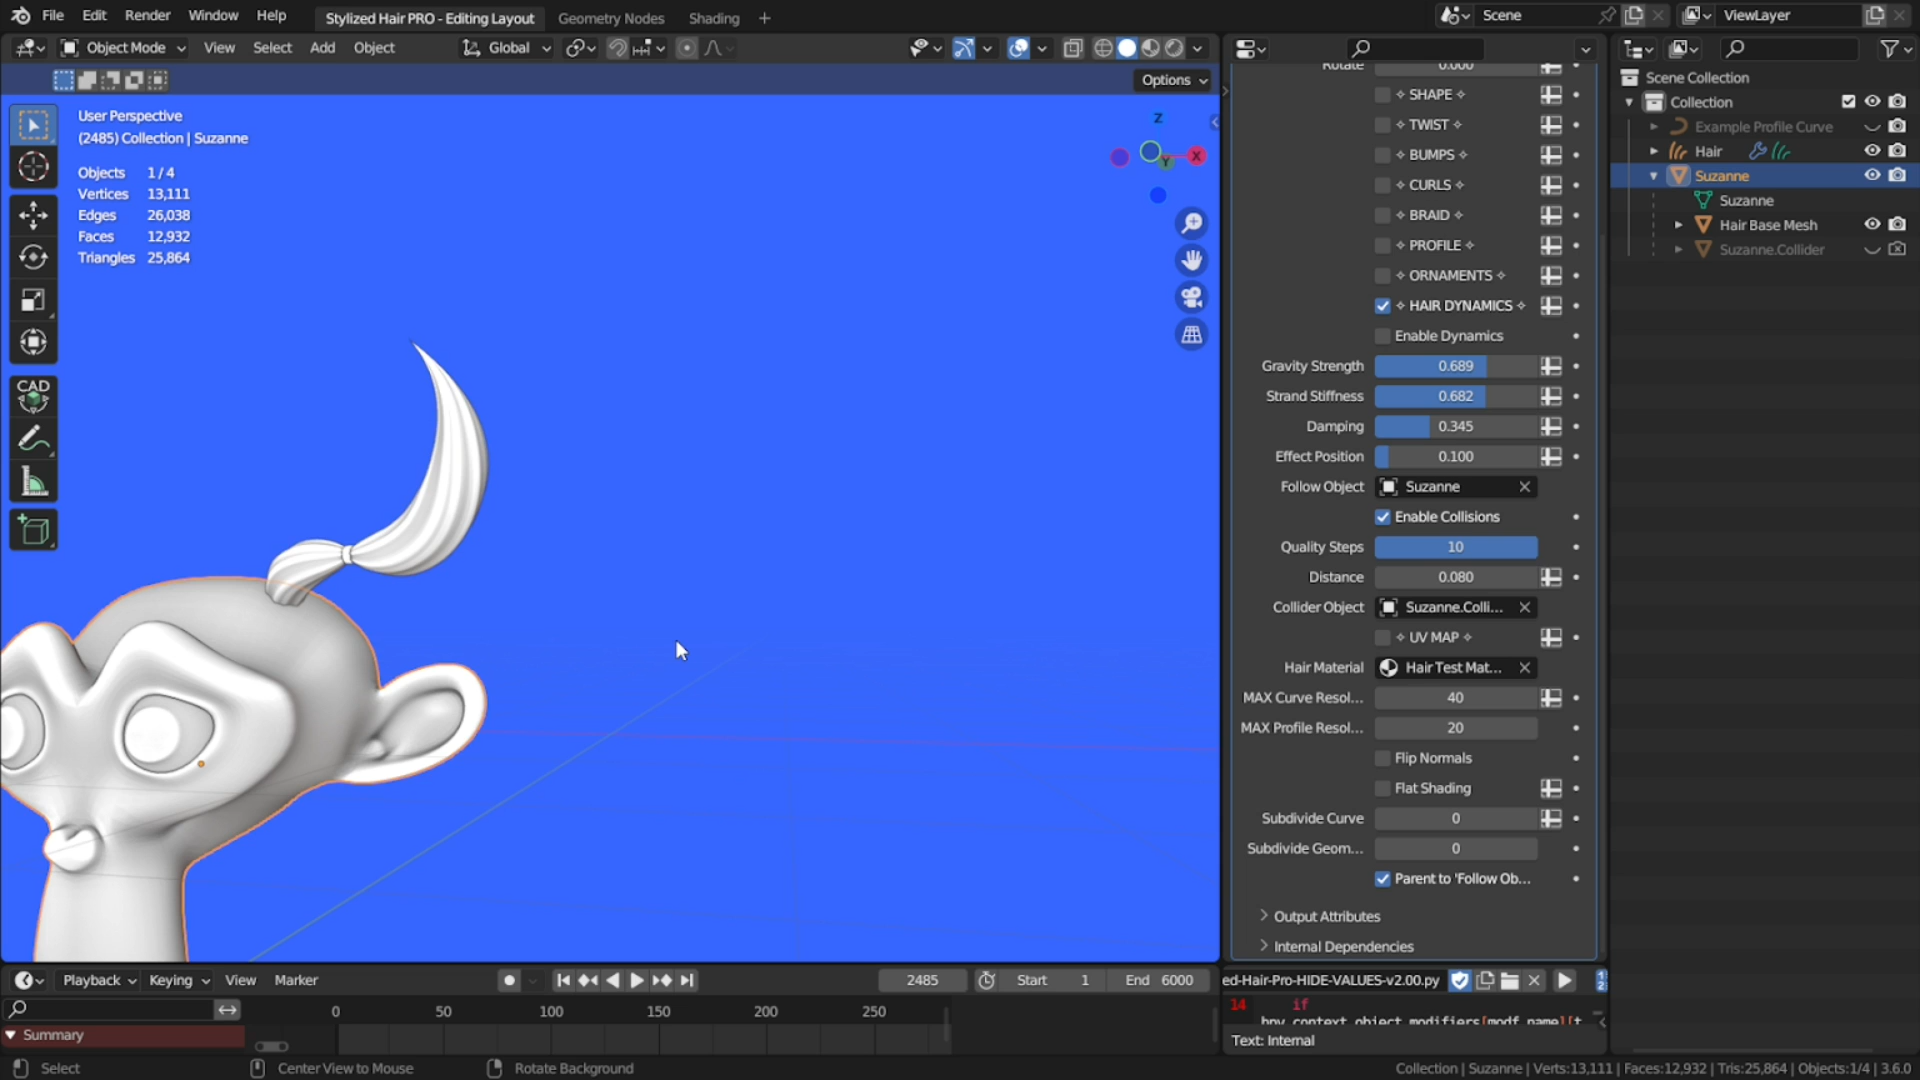 File Edit Render Window Help Stylized Hair PRO - Editing Layout Geometry Nodes Shading + Scene ViewLayer
Object Mode View Select Add Object Global
Options
User Perspective
(2485) Collection | Suzanne
Objects 1/4
Vertices 13,111
Edges 26,038
Faces 12,932
Triangles 25,864
Z
X
Y
CAD
Rotate 0.000
✧ SHAPE ✧
✧ TWIST ✧
✧ BUMPS ✧
✧ CURLS ✧
✧ BRAID ✧
✧ PROFILE ✧
✧ ORNAMENTS ✧
✧ HAIR DYNAMICS ✧
Enable Dynamics
Gravity Strength 0.689
Strand Stiffness 0.682
Damping 0.345
Effect Position 0.100
Follow Object Suzanne
Enable Collisions
Quality Steps 10
Distance 0.080
Collider Object Suzanne.Colli...
✧ UV MAP ✧
Hair Material Hair Test Mat...
MAX Curve Resol... 40
MAX Profile Resol... 20
Flip Normals
Flat Shading
Subdivide Curve 0
Subdivide Geom... 0
Parent to 'Follow Ob...
Output Attributes
Internal Dependencies
Scene Collection
Collection
Example Profile Curve
Hair
Suzanne
Suzanne
Hair Base Mesh
Suzanne.Collider
Playback Keying View Marker 2485 Start 1 End 6000
0 50 100 150 200 250
Summary
ed-Hair-Pro-HIDE-VALUES-v2.00.py
14 if
bpy.context.object.modifiers[modf_name][t
Text: Internal
Select Center View to Mouse Rotate Background Collection | Suzanne | Verts:13,111 | Faces:12,932 | Tris:25,864 | Objects:1/4 | 3.6.0